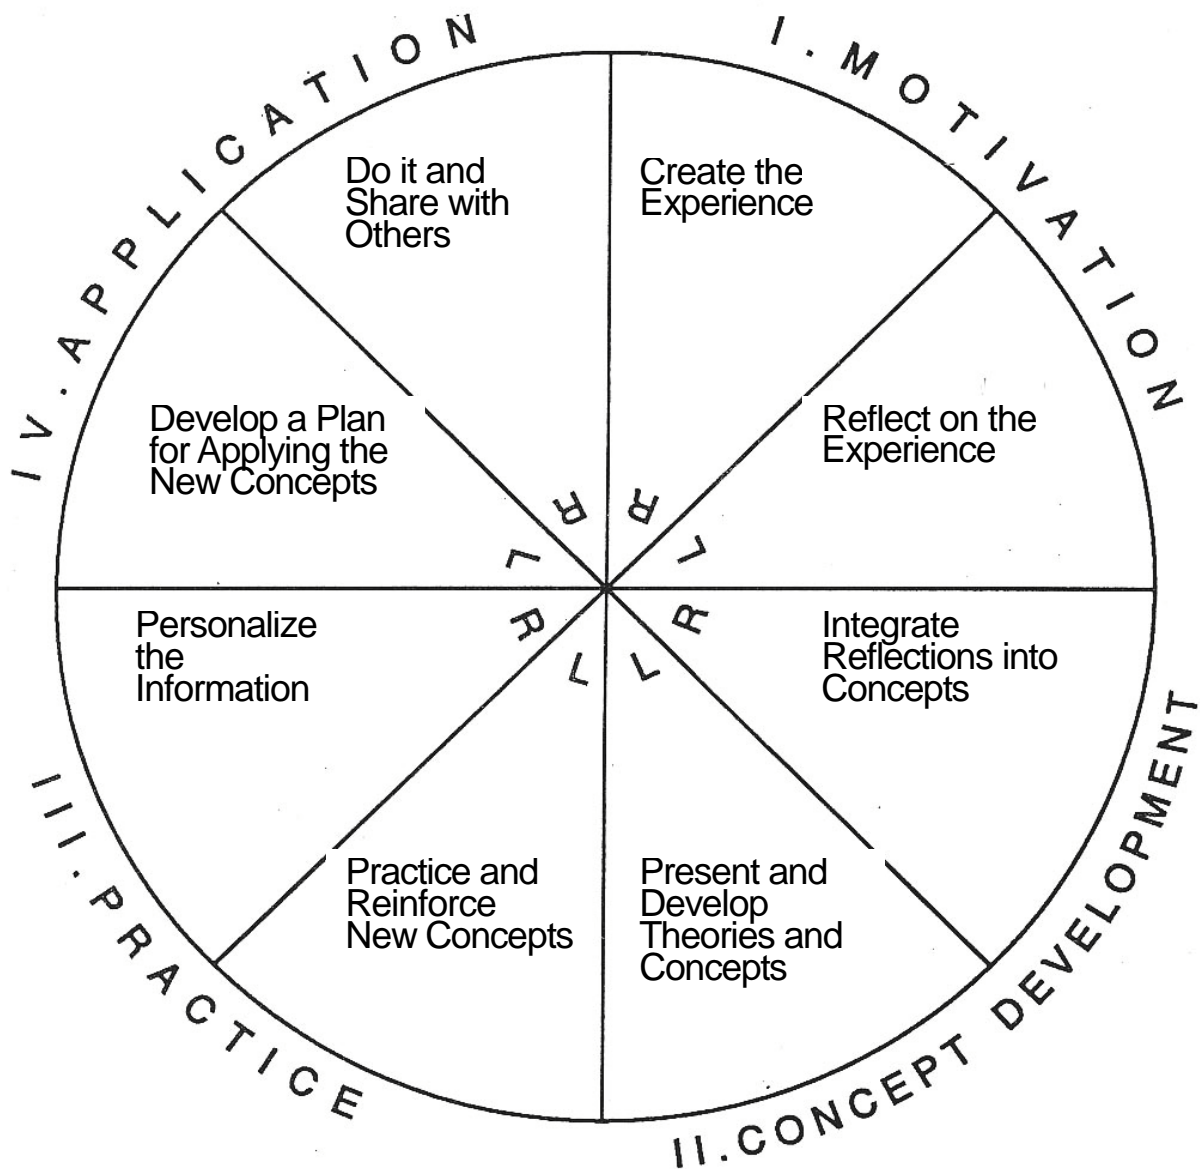 I. MOTIVATION
Create the
Experience
R
Reflect on the
Experience
L
II. CONCEPT DEVELOPMENT
Integrate
Reflections into
Concepts
R
Present and
Develop
Theories and
Concepts
L
III. PRACTICE
Practice and
Reinforce
New Concepts
L
Personalize
the
Information
R
IV. APPLICATION
Develop a Plan
for Applying the
New Concepts
L
Do it and
Share with
Others
R